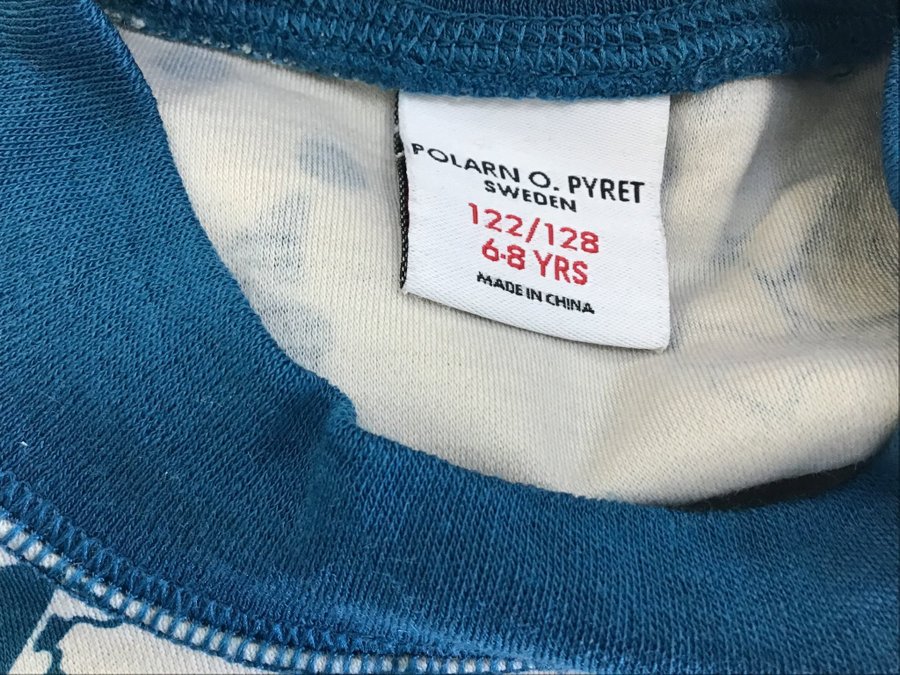 POLARN O. PYRET
SWEDEN
122/128
6-8 YRS
MADE IN CHINA